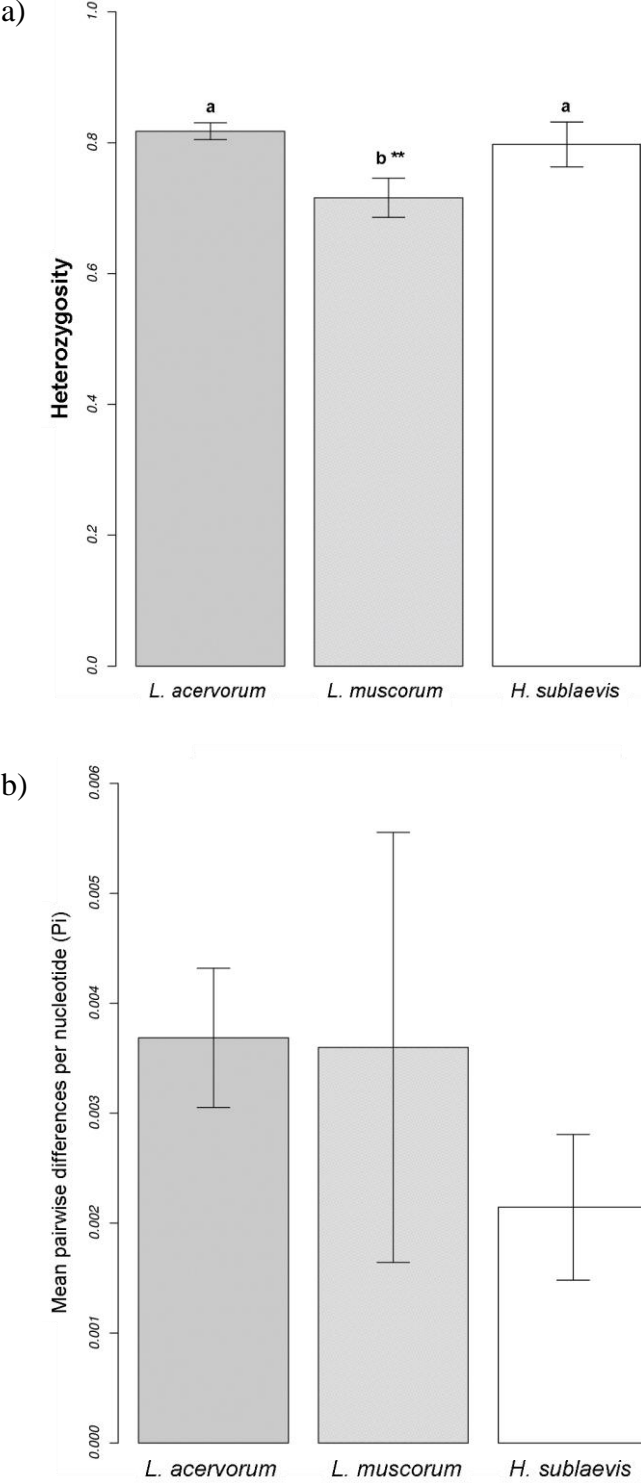 a)
1.0
0.8
0.6
0.4
0.2
0.0
Heterozygosity
a
b **
a
L. acervorum
L. muscorum
H. sublaevis
b)
0.006
0.005
0.004
0.003
0.002
0.001
0.000
Mean pairwise differences per nucleotide (Pi)
L. acervorum
L. muscorum
H. sublaevis